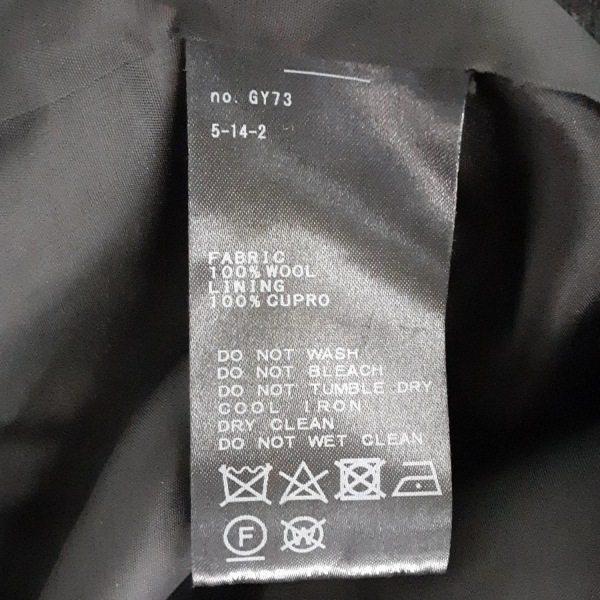 no. GY73
5-14-2
FABRIC
100% WOOL
LINING
100% CUPRO
DO NOT WASH
DO NOT BLEACH
DO NOT TUMBLE DRY
COOL IRON
DRY CLEAN
DO NOT WET CLEAN
F W